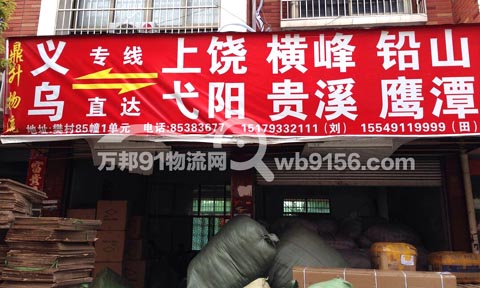 鼎升物流
义乌
专线
直达
上饶 横峰 铅山
弋阳 贵溪 鹰潭
地址:樊村85幢1单元 电话:85383677 15179332111(刘) 15549119999(田)
万邦91物流网 wb9156.com